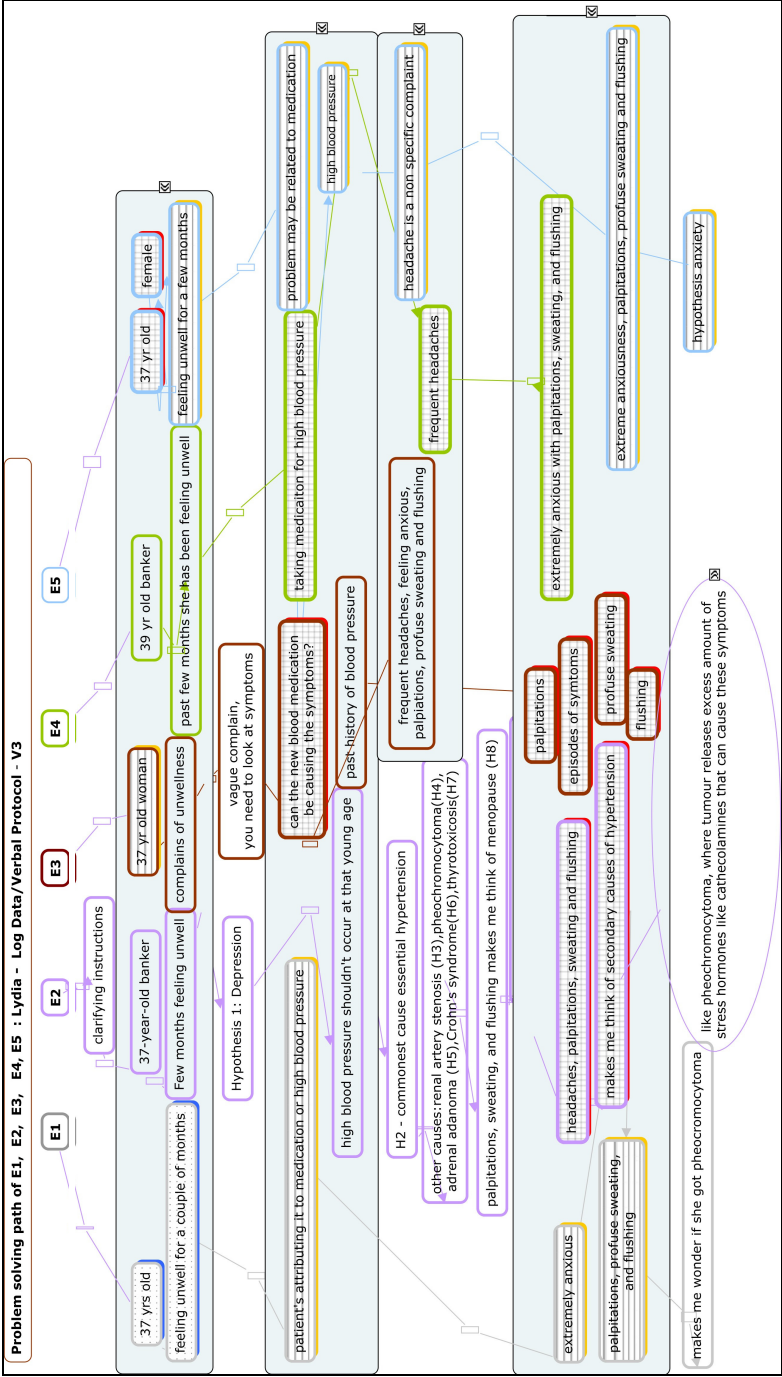 Problem solving path of E1, E2, E3, E4, E5 : Lydia - Log Data/Verbal Protocol - V3
E1
E2
E3
E4
E5
clarifying instructions
37 yrs old
37-year-old banker
37 yr old woman
39 yr old banker
37 yr old
female
feeling unwell for a couple of months
Few months feeling unwell
complains of unwellness
past few months she has been feeling unwell
feeling unwell for a few months
Hypothesis 1: Depression
vague complain,
you need to look at symptoms
patient's attributing it to medication or high blood pressure
can the new blood medication
be causing the symptoms?
taking medicaiton for high blood pressure
problem may be related to medication
high blood pressure shouldn't occur at that young age
past history of blood pressure
high blood pressure
H2 - commonest cause essential hypertension
frequent headaches, feeling anxious,
palpiations, profuse sweating and flushing
frequent headaches
headache is a non specific complaint
other causes:renal artery stenosis (H3),pheochromocytoma(H4),
adrenal adanoma (H5),Crohn's syndrome(H6),thyrotoxicosis(H7)
palpitations, sweating, and flushing makes me think of menopause (H8)
extremely anxious
headaches, palpitations, sweating and flushing
palpitations
episodes of symtoms
profuse sweating
flushing
extremely anxious with palpitations, sweating, and flushing
palpitations, profuse sweating,
and flushing
makes me think of secondary causes of hypertension
extreme anxiousness, palpitations, profuse sweating and flushing
makes me wonder if she got pheocromocytoma
like pheochromocytoma, where tumour releases excess amount of
stress hormones like cathecolamines that can cause these symptoms
hypothesis anxiety